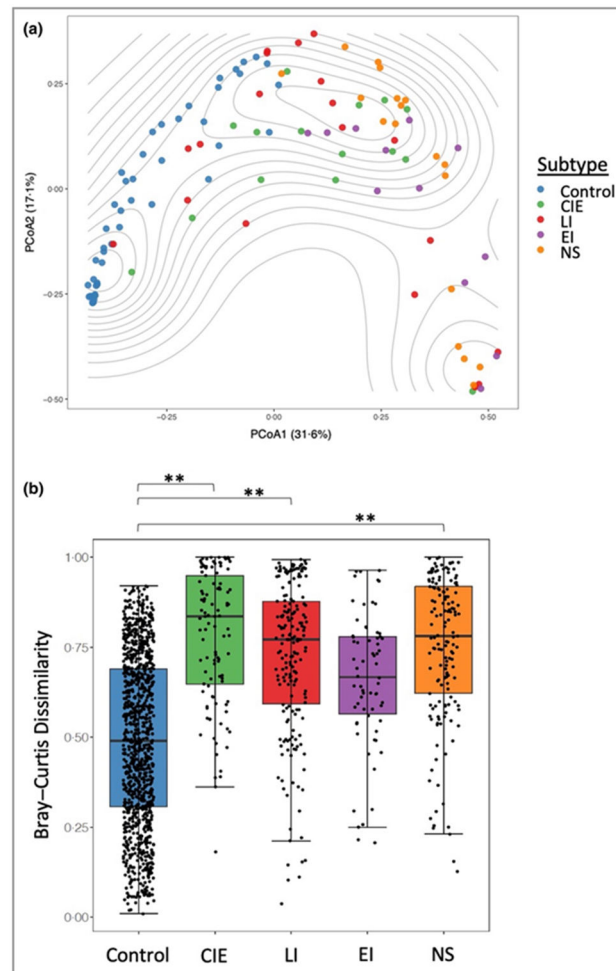 (a)
0·25
0·00
-0·25
-0·50
PCoA2 (17·1%)
-0·25
0·00
0·25
0·50
PCoA1 (31·6%)
Subtype
Control
CIE
LI
EI
NS
(b)
**
**
**
1·00
0·75
0·50
0·25
0·00
Bray–Curtis Dissimilarity
Control
CIE
LI
EI
NS